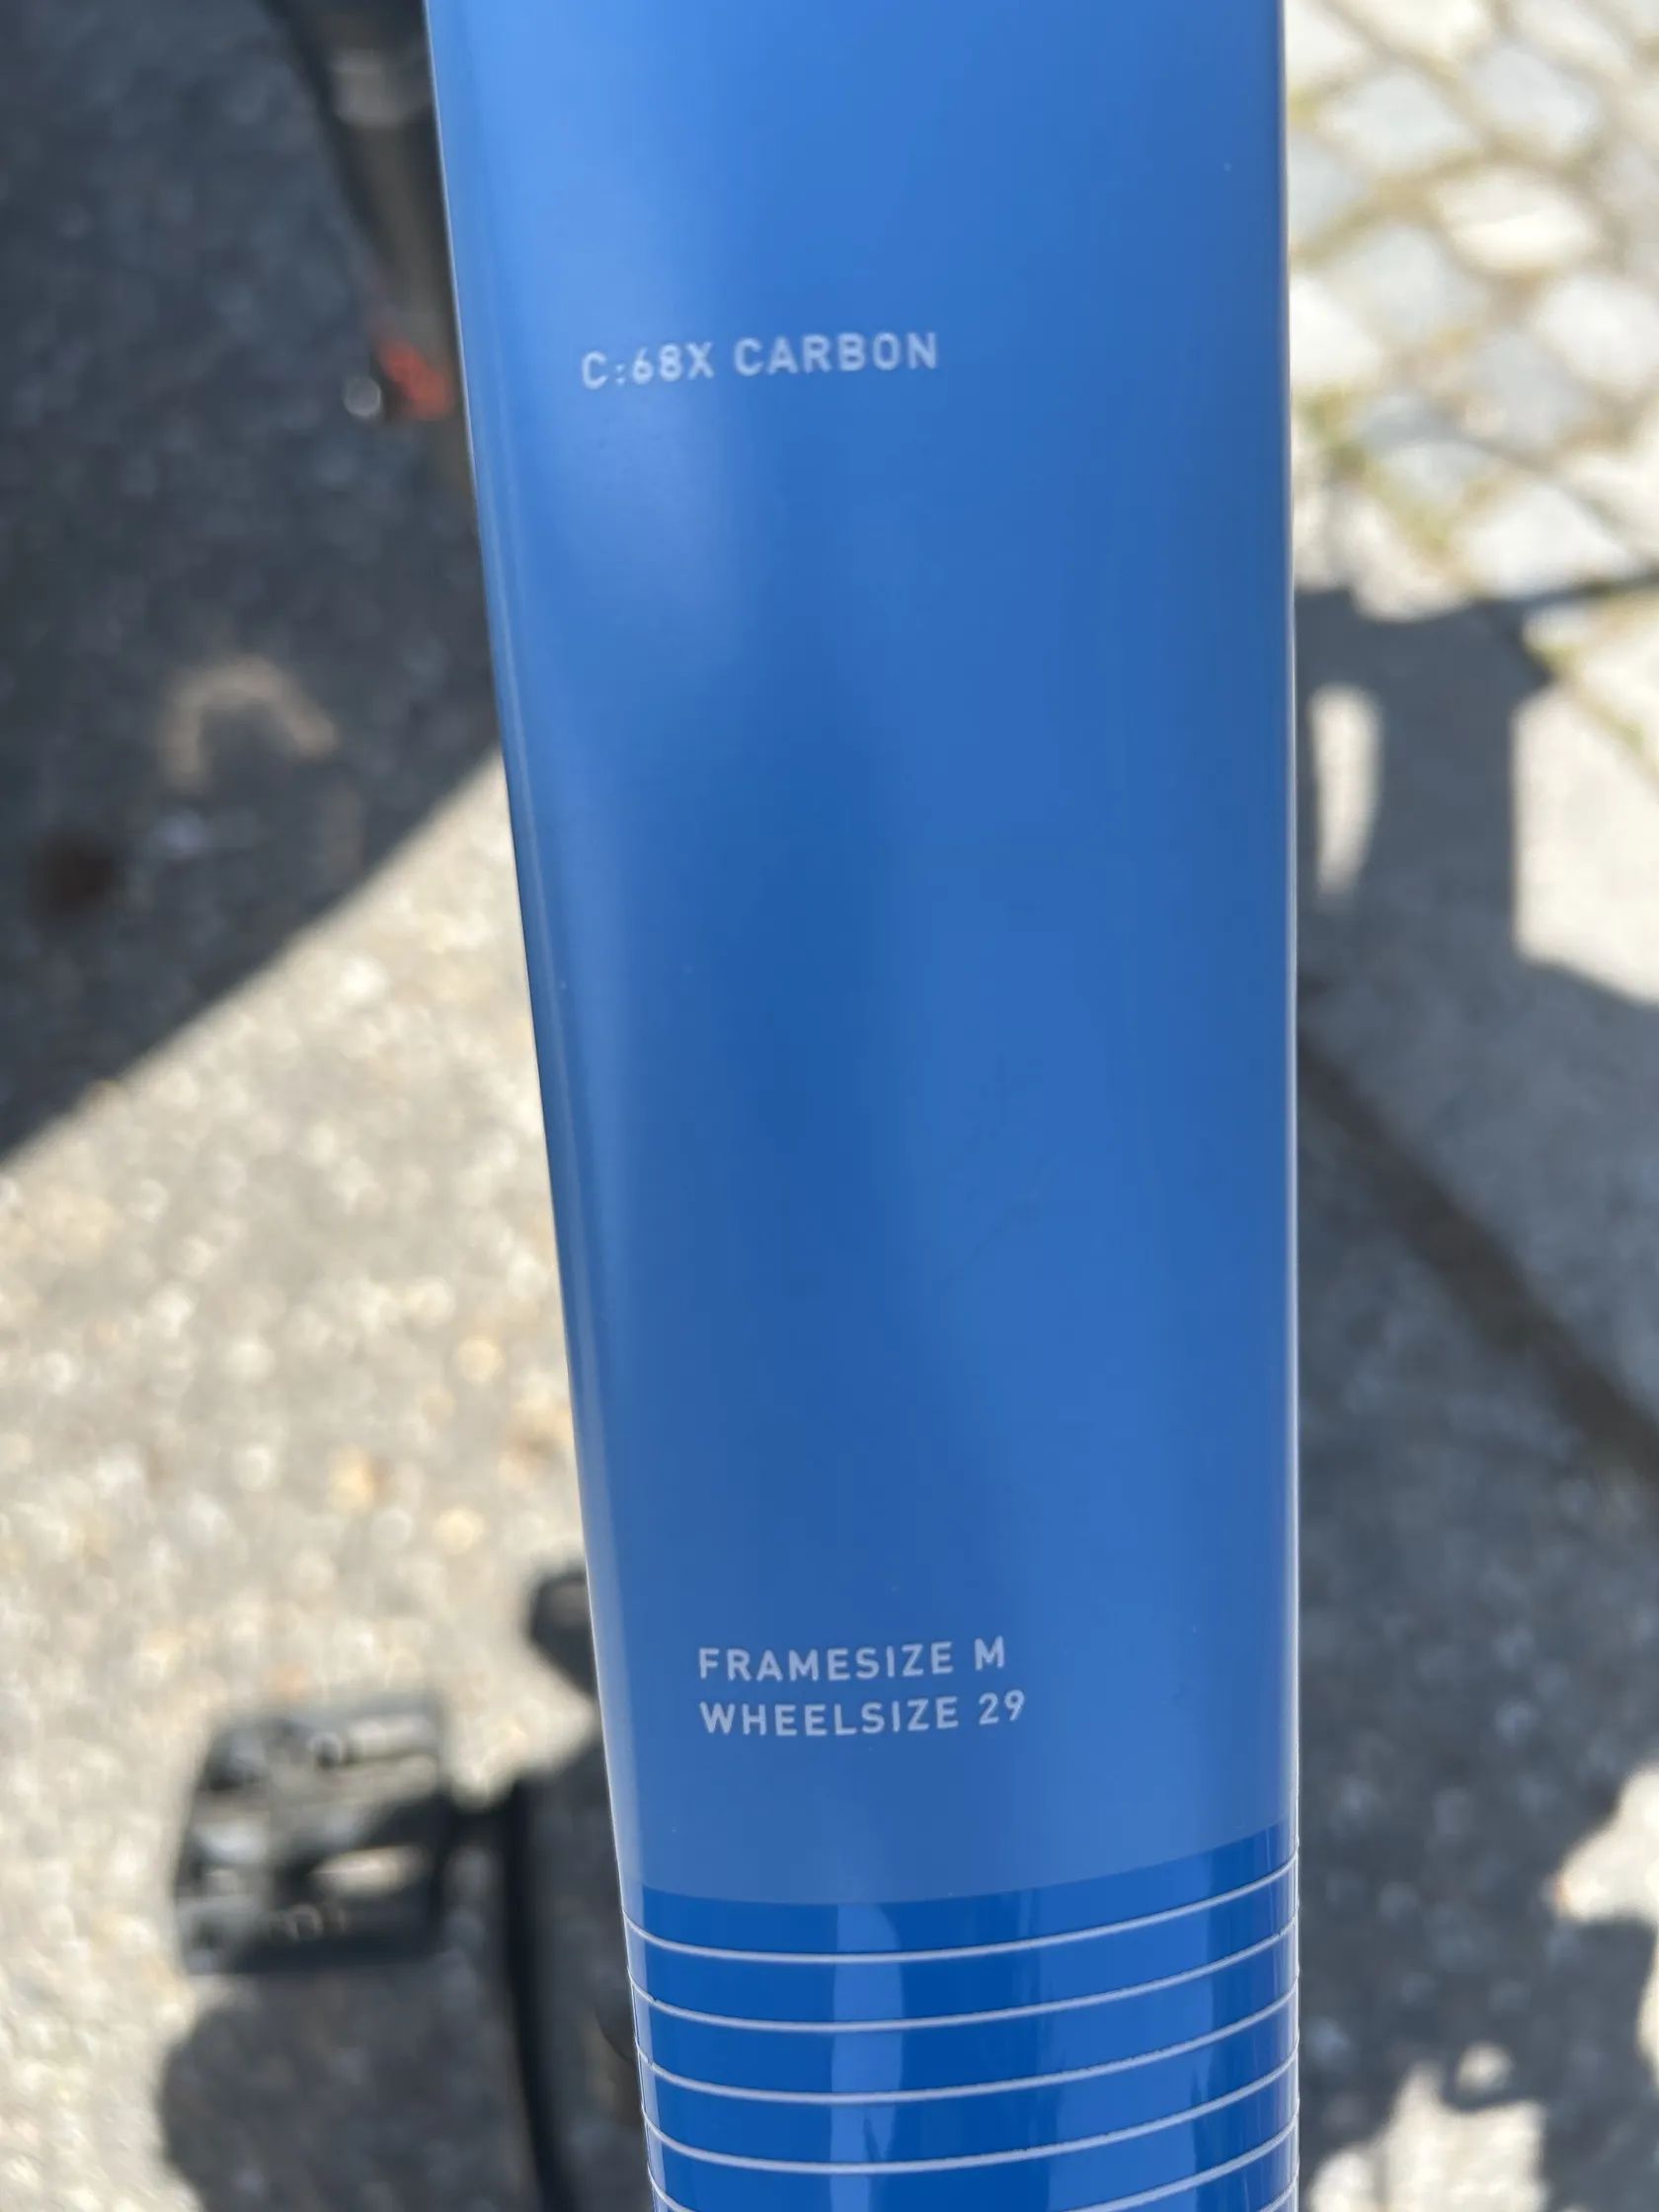 C:68X CARBON
FRAMESIZE M
WHEELSIZE 29